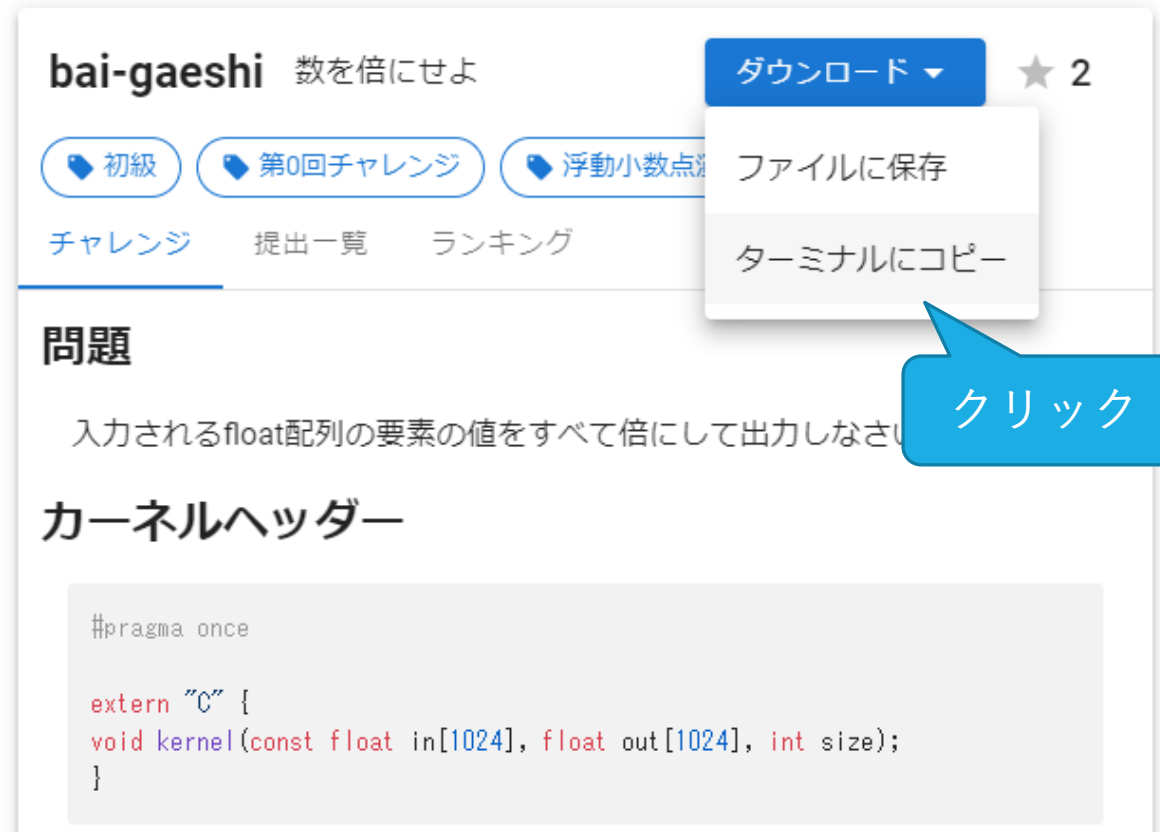 bai-gaeshi 数を倍にせよ ダウンロード 2
初級 第0回チャレンジ 浮動小数点
ファイルに保存
チャレンジ 提出一覧 ランキング
ターミナルにコピー
問題
クリック
入力されるfloat配列の要素の値をすべて倍にして出力しなさ
カーネルヘッダー
#pragma once
extern "C" {
void kernel(const float in[1024], float out[1024], int size);
}